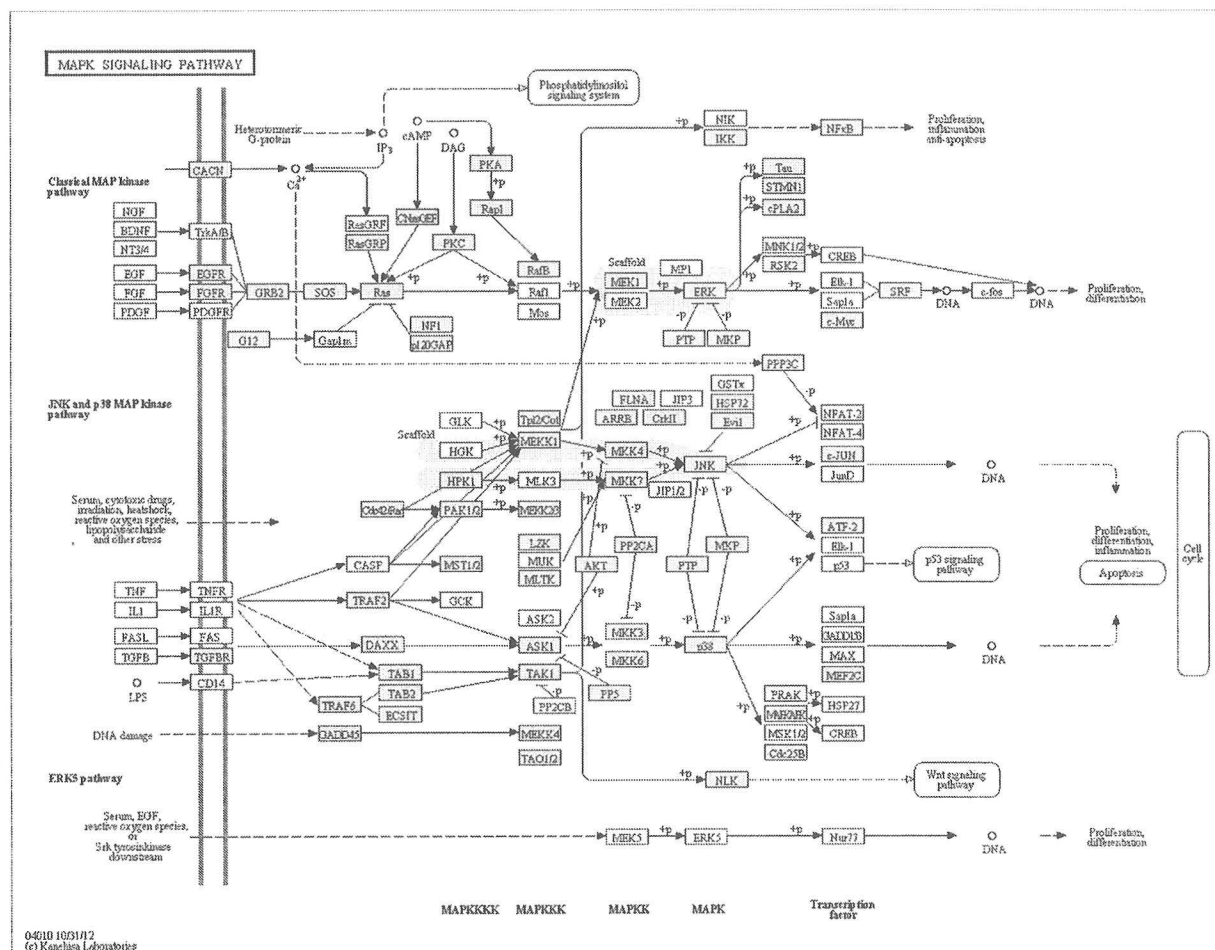 MAPK SIGNALING PATHWAY
Phosphatidylinositol
signaling system
Heterotrimeric
G-protein
IP3
cAMP
DAG
NIK
IKK
+p
NFκB
Proliferation,
inflammation
anti-apoptosis
CACN
Ca2+
PKA
+p
Rap1
Tau
STMN1
cPLA2
+p
+p
Classical MAP kinase
pathway
NGF
BDNF
NT3/4
TrkA/B
RasGRF
RasGRP
CNasGEF
PKC
RafB
Scaffold
MP1
MNK1/2
RSK2
+p
CREB
EGF
FGF
PDGF
EGFR
FGFR
PDGFR
GRB2
SOS
Ras
+p
+p
Raf1
Mos
+p
MEK1
MEK2
+p
ERK
+p
+p
Elk-1
Sap1a
c-Myc
SRF
DNA
c-fos
DNA
Proliferation,
differentiation
G12
Gap1m
NF1
p120GAP
+p
-p
-p
PTP
MKP
PPP3C
-p
JNK and p38 MAP kinase
pathway
FLNA
JIP3
ARRB
CrkII
GSTπ
HSP72
Evi1
NFAT-2
NFAT-4
+p
GLK
HGK
Scaffold
+p
+p
Tpl2/Cot
MEKK1
MKK4
+p
JNK
+p
c-JUN
JunD
DNA
HPK1
+p
MLK3
+p
MKK7
+p
JIP1/2
Serum, cytotoxic drugs,
irradiation, heatshock,
reactive oxygen species,
lipopolysaccharide
and other stress
Cdc42/Rac
PAK1/2
+p
MEKK2/3
LZK
MUK
MLTK
-p
+p
AKT
+p
PP2CA
-p
-p
-p
PTP
MKP
-p
-p
+p
+p
ATF-2
Elk-1
p53
p53 signaling
pathway
Proliferation,
differentiation,
inflammation
Apoptosis
Cell
cycle
CASP
MST1/2
TNF
IL1
TNFR
IL1R
TRAF2
GCK
ASK2
FASL
FAS
DAXX
ASK1
+p
MKK3
MKK6
+p
p38
+p
Sap1a
GADD153
MAX
MEF2C
DNA
TGFB
TGFBR
LPS
CD14
TAB1
TAB2
ECSIT
TRAF6
TAK1
-p
PP2CB
-p
PP5
+p
PRAK
MAPKAPK
MSK1/2
Cdc25B
+p
+p
HSP27
CREB
DNA damage
GADD45
MEKK4
TAO1/2
ERK5 pathway
+p
NLK
Wnt signaling
pathway
Serum, EGF,
reactive oxygen species,
or
Srk tyrosinkinase
downstream
MEK5
+p
ERK5
+p
Nur77
DNA
Proliferation,
differentiation
MAPKKKK
MAPKKK
MAPKK
MAPK
Transcription
factor
04010 10/31/12
(c) Kanehisa Laboratories